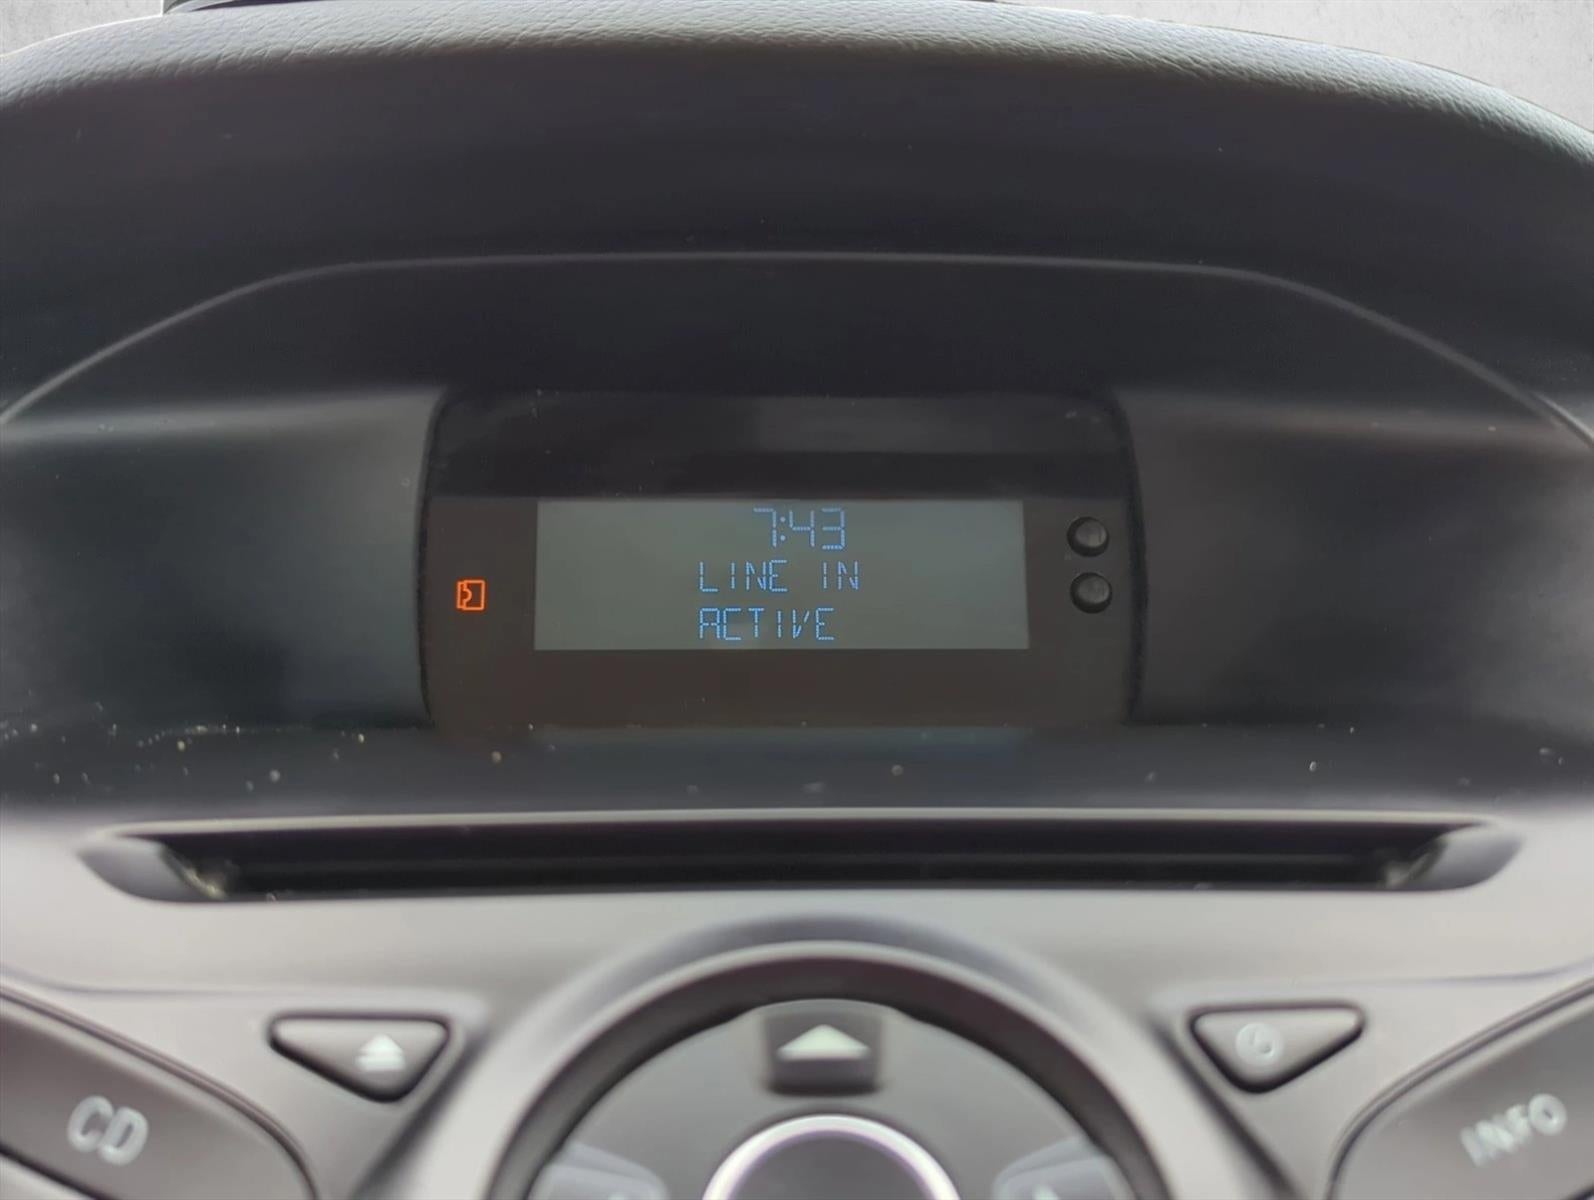 7:43
LINE IN
ACTIVE
CD
INFO